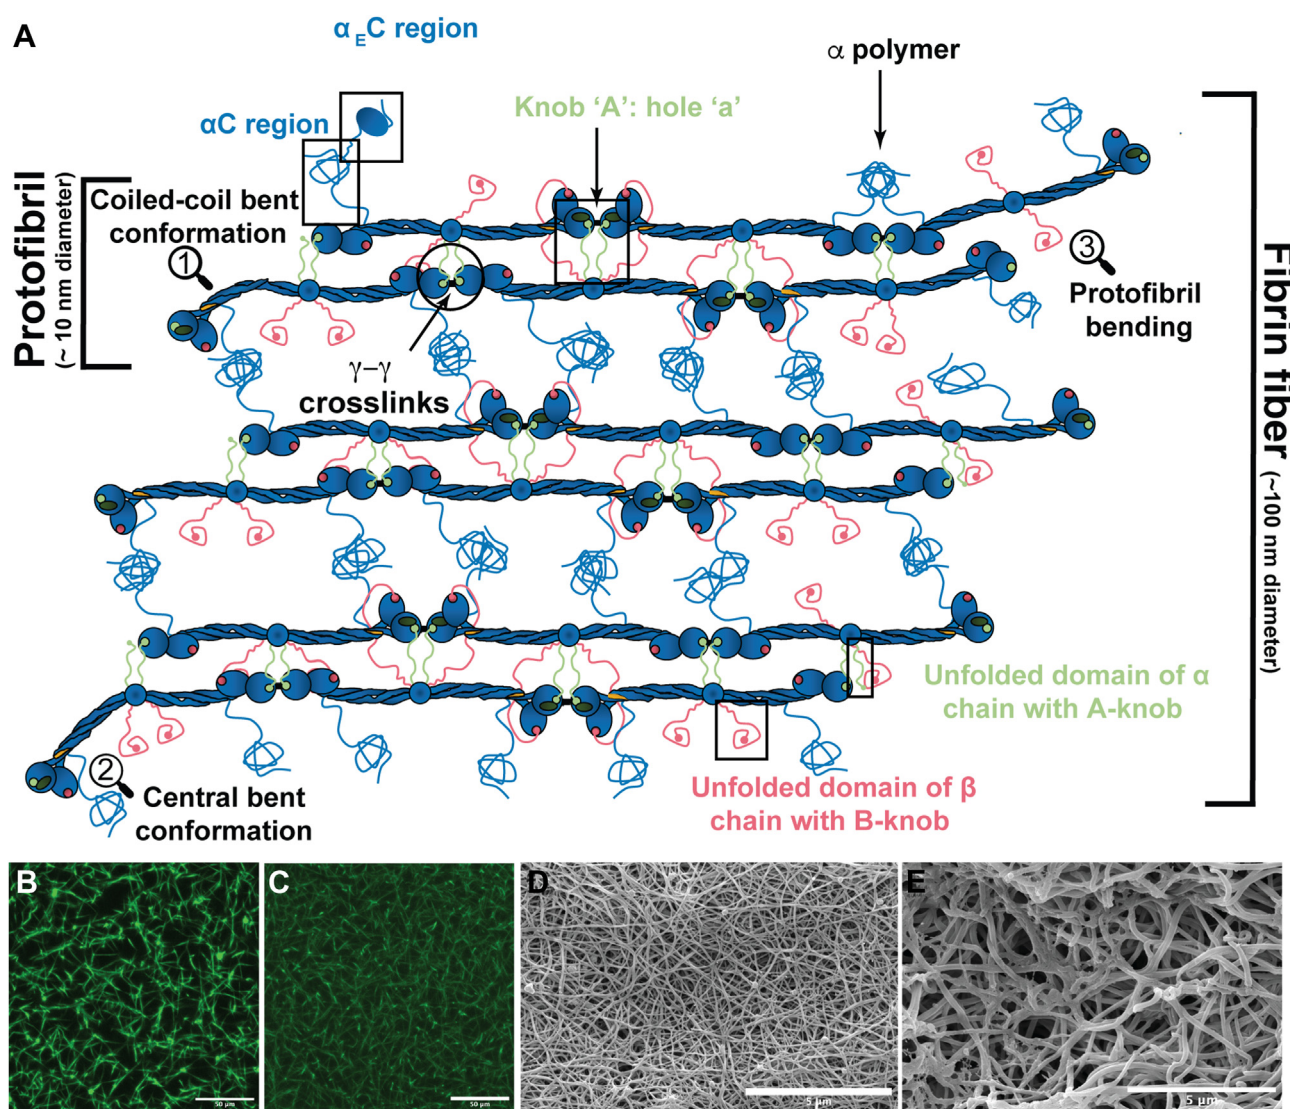 A
α E C region
α polymer
Knob ‘A’: hole ‘a’
αC region
Protofibril
(~ 10 nm diameter)
Coiled-coil bent
conformation
1
3
Protofibril
bending
Fibrin fiber
(~100 nm diameter)
γ–γ
crosslinks
Unfolded domain of α
chain with A-knob
2
Central bent
conformation
Unfolded domain of β
chain with B-knob
B
C
D
E
50 μm
50 μm
5 μm
5 μm